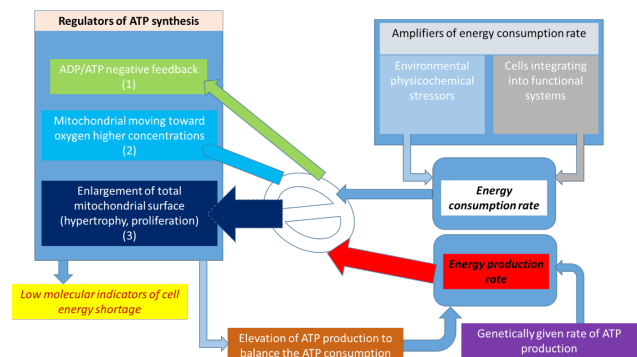 Regulators of ATP synthesis
ADP/ATP negative feedback
(1)
Mitochondrial moving toward
oxygen higher concentrations
(2)
Enlargement of total
mitochondrial surface
(hypertrophy, proliferation)
(3)
Low molecular indicators of cell
energy shortage
Amplifiers of energy consumption rate
Environmental
physicochemical
stressors
Cells integrating
into functional
systems
Energy
consumption rate
Energy production
rate
Elevation of ATP production to
balance the ATP consumption
Genetically given rate of ATP
production